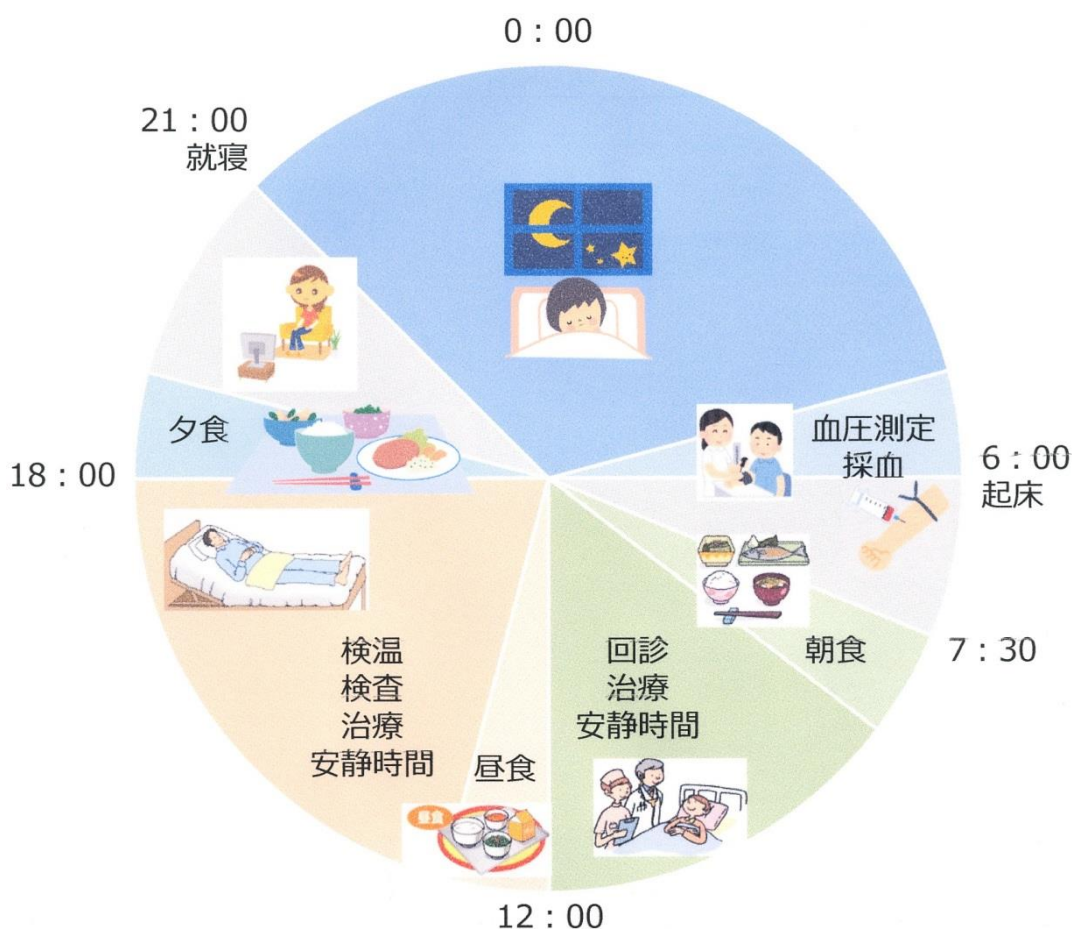 0：00
21：00
就寝
血圧測定
採血
6：00
起床
夕食
18：00
7：30
朝食
回診
治療
安静時間
検温
検査
治療
安静時間
昼食
昼食
12：00